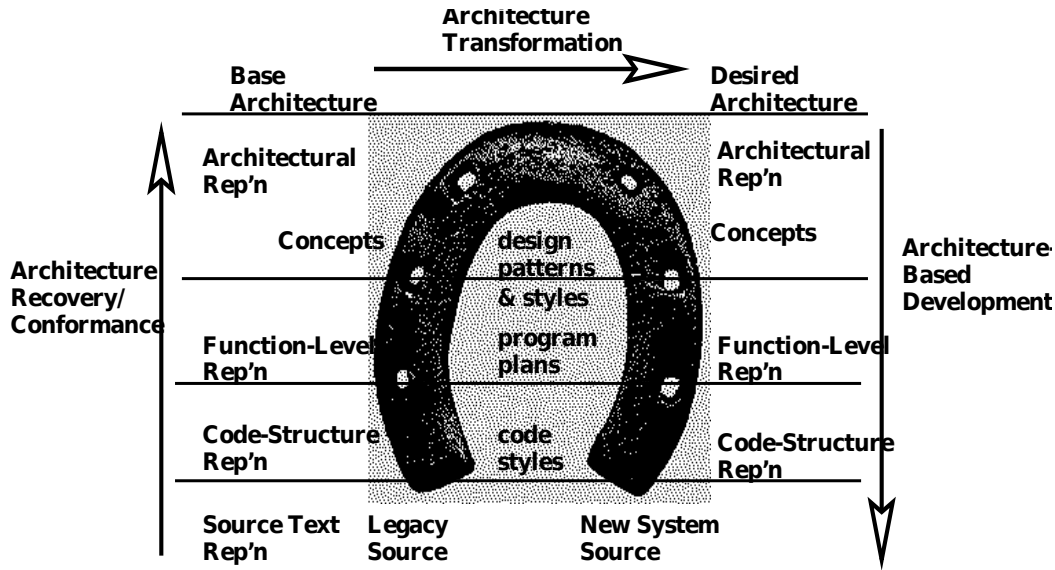 Architecture
Transformation
Base
Architecture
Desired
Architecture
Architectural
Rep'n
Architectural
Rep'n
Concepts
design
patterns
& styles
Concepts
Architecture
Recovery/
Conformance
Architecture-
Based
Development
Function-Level
Rep'n
program
plans
Function-Level
Rep'n
Code-Structure
Rep'n
code
styles
Code-Structure
Rep'n
Source Text
Rep'n
Legacy
Source
New System
Source